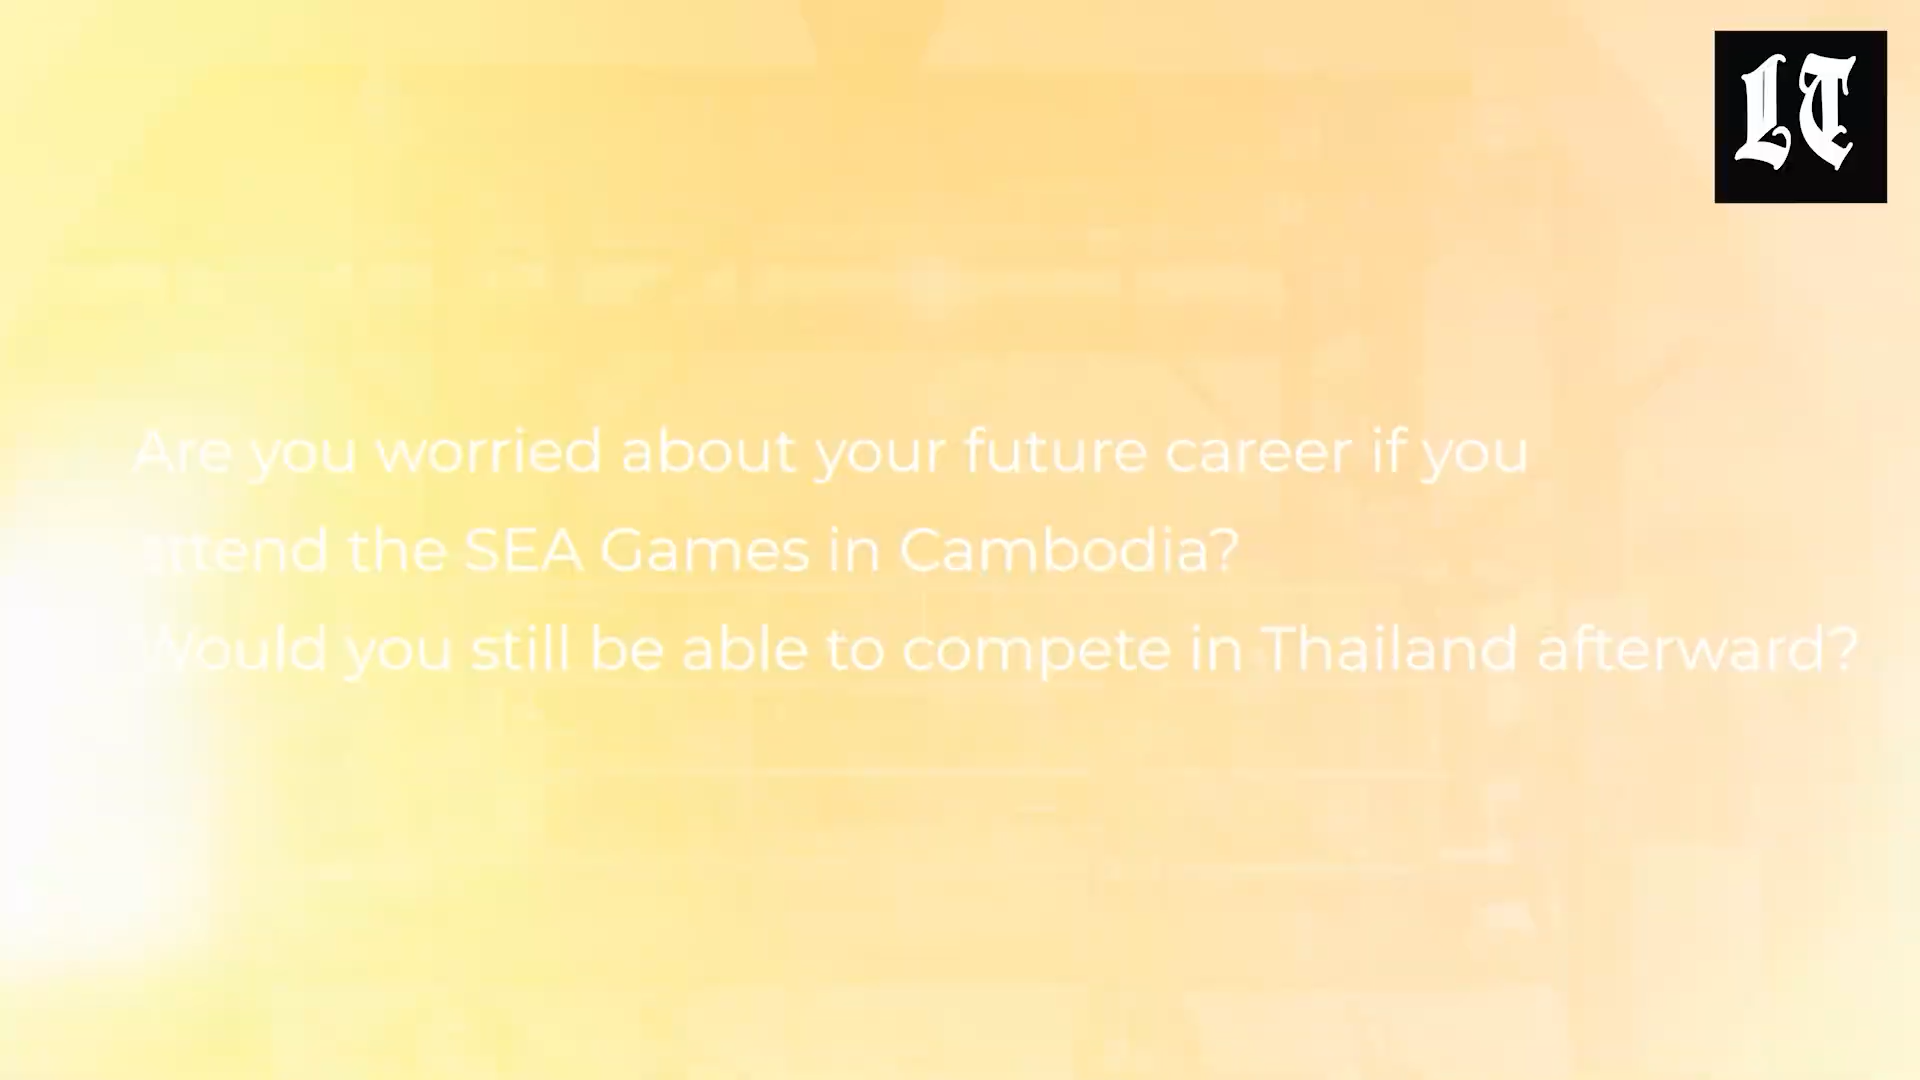 LT
Are you worried about your future career if you
attend the SEA Games in Cambodia?
Would you still be able to compete in Thailand afterward?